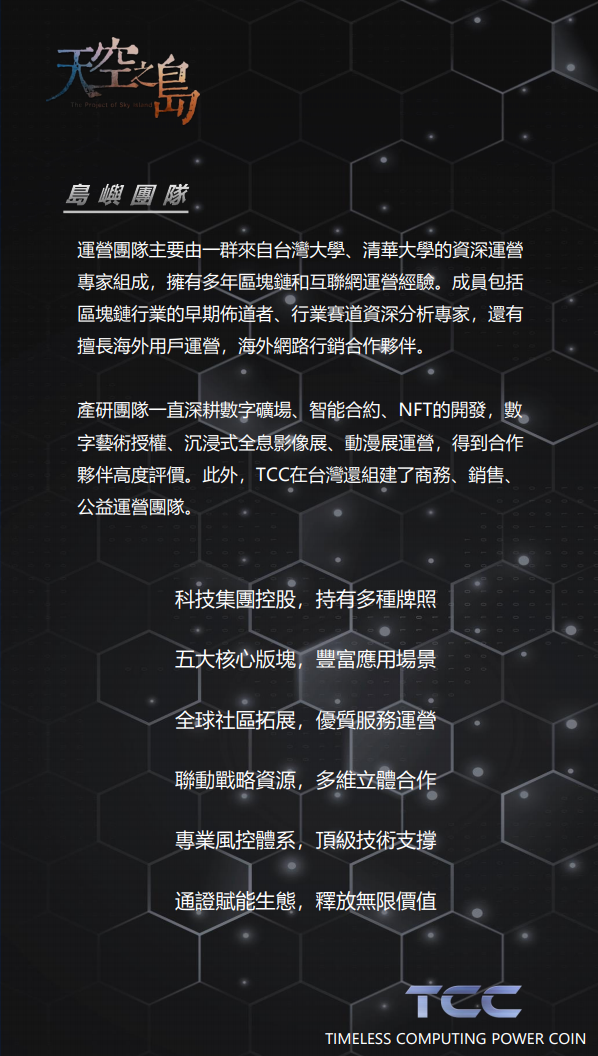 天空之島
The Project of Sky Island
島嶼團隊
運營團隊主要由一群來自台灣大學、清華大學的資深運營
專家組成，擁有多年區塊鏈和互聯網運營經驗。成員包括
區塊鏈行業的早期佈道者、行業賽道資深分析專家，還有
擅長海外用戶運營，海外網路行銷合作夥伴。
產研團隊一直深耕數字礦場、智能合約、NFT的開發，數
字藝術授權、沉浸式全息影像展、動漫展運營，得到合作
夥伴高度評價。此外，TCC在台灣還組建了商務、銷售、
公益運營團隊。
科技集團控股，持有多種牌照
五大核心版塊，豐富應用場景
全球社區拓展，優質服務運營
聯動戰略資源，多維立體合作
專業風控體系，頂級技術支撐
通證賦能生態，釋放無限價值
TCC
TIMELESS COMPUTING POWER COIN